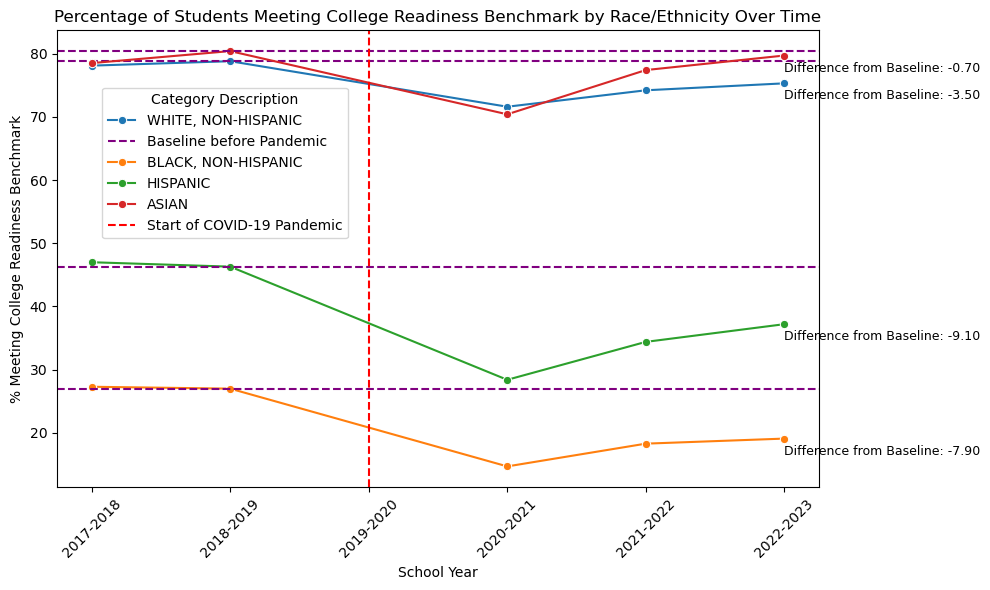 Percentage of Students Meeting College Readiness Benchmark by Race/Ethnicity Over Time
% Meeting College Readiness Benchmark
80
70
60
50
40
30
20
Category Description
WHITE, NON-HISPANIC
Baseline before Pandemic
BLACK, NON-HISPANIC
HISPANIC
ASIAN
Start of COVID-19 Pandemic
Difference from Baseline: -0.70
Difference from Baseline: -3.50
Difference from Baseline: -9.10
Difference from Baseline: -7.90
2017-2018
2018-2019
2019-2020
2020-2021
2021-2022
2022-2023
School Year